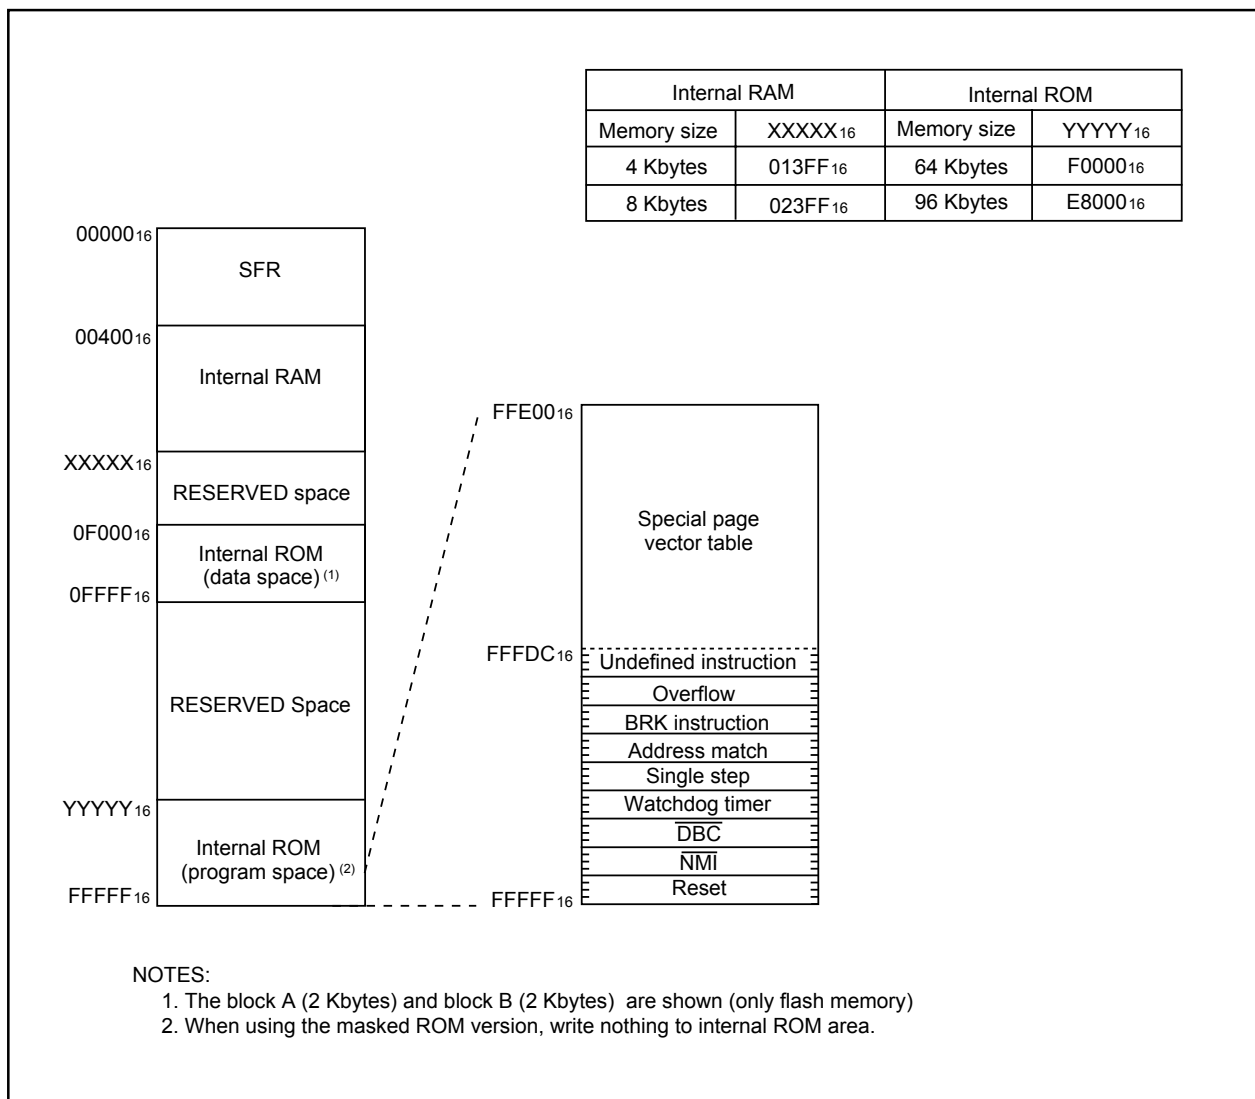 Internal RAM Internal ROM
Memory size XXXXX16 Memory size YYYYY16
4 Kbytes 013FF16 64 Kbytes F000016
8 Kbytes 023FF16 96 Kbytes E800016
0000016
SFR
0040016
Internal RAM
XXXXX16
RESERVED space
0F00016
Internal ROM
(data space) (1)
0FFFF16
RESERVED Space
YYYYY16
Internal ROM
(program space) (2)
FFFFF16
FFE0016
Special page
vector table
FFFDC16
Undefined instruction
Overflow
BRK instruction
Address match
Single step
Watchdog timer
DBC
NMI
Reset
FFFFF16
NOTES:
1. The block A (2 Kbytes) and block B (2 Kbytes) are shown (only flash memory)
2. When using the masked ROM version, write nothing to internal ROM area.